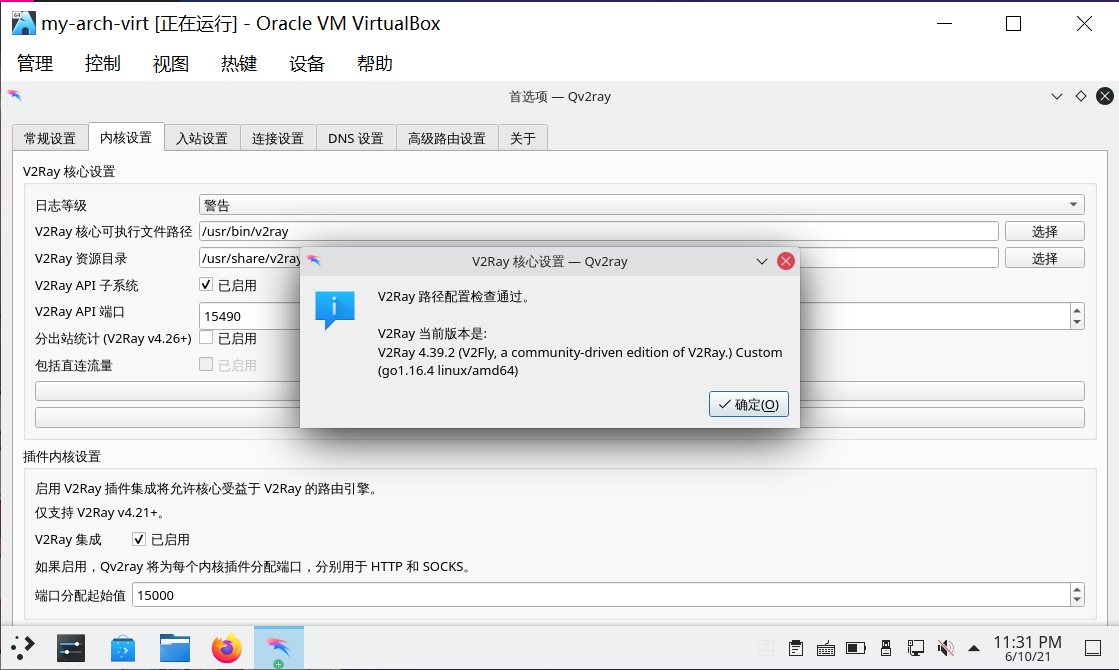 my-arch-virt [正在运行] - Oracle VM VirtualBox
管理 控制 视图 热键 设备 帮助
首选项 — Qv2ray
常规设置 内核设置 入站设置 连接设置 DNS 设置 高级路由设置 关于
V2Ray 核心设置
日志等级 警告
V2Ray 核心可执行文件路径 /usr/bin/v2ray 选择
V2Ray 资源目录 /usr/share/v2ray 选择
V2Ray API 子系统 已启用
V2Ray API 端口 15490
分出站统计 (V2Ray v4.26+) 已启用
包括直连流量 已启用
V2Ray 核心设置 — Qv2ray
V2Ray 路径配置检查通过。
V2Ray 当前版本是:
V2Ray 4.39.2 (V2Fly, a community-driven edition of V2Ray.) Custom
(go1.16.4 linux/amd64)
确定(O)
插件内核设置
启用 V2Ray 插件集成将允许核心受益于 V2Ray 的路由引擎。
仅支持 V2Ray v4.21+。
V2Ray 集成 已启用
如果启用，Qv2ray 将为每个内核插件分配端口，分别用于 HTTP 和 SOCKS。
端口分配起始值 15000
11:31 PM
6/10/21